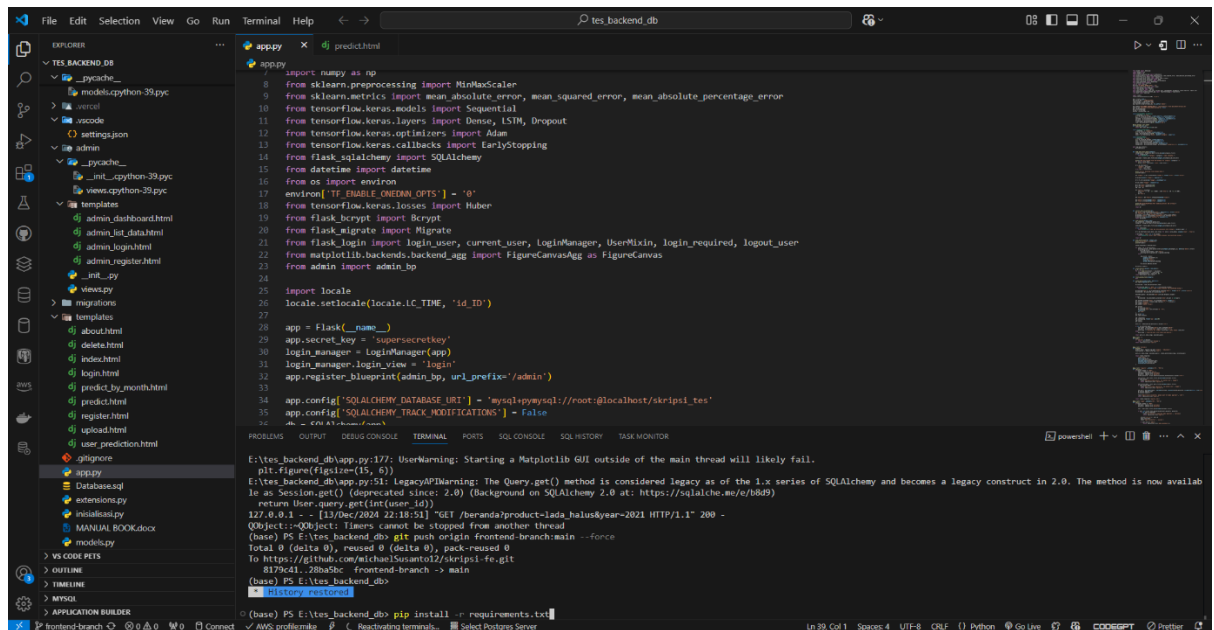 File Edit Selection View Go Run Terminal Help
tes_backend_db
EXPLORER
TES_BACKEND_DB
__pycache__
models.cpython-39.pyc
.vercel
.vscode
settings.json
admin
__pycache__
__init__.cpython-39.pyc
views.cpython-39.pyc
templates
admin_dashboard.html
admin_list_data.html
admin_login.html
admin_register.html
__init__.py
views.py
migrations
templates
about.html
delete.html
index.html
login.html
predict_by_month.html
predict.html
register.html
upload.html
user_prediction.html
.gitignore
app.py
Database.sql
extensions.py
inisialisasi.py
MANUAL BOOK.docx
models.py
VS CODE PETS
OUTLINE
TIMELINE
MYSQL
APPLICATION BUILDER
app.py predict.html
app.py
7 import numpy as np
8 from sklearn.preprocessing import MinMaxScaler
9 from sklearn.metrics import mean_absolute_error, mean_squared_error, mean_absolute_percentage_error
10 from tensorflow.keras.models import Sequential
11 from tensorflow.keras.layers import Dense, LSTM, Dropout
12 from tensorflow.keras.optimizers import Adam
13 from tensorflow.keras.callbacks import EarlyStopping
14 from flask_sqlalchemy import SQLAlchemy
15 from datetime import datetime
16 from os import environ
17 environ['TF_ENABLE_ONEDNN_OPTS'] = '0'
18 from tensorflow.keras.losses import Huber
19 from flask_bcrypt import Bcrypt
20 from flask_migrate import Migrate
21 from flask_login import login_user, current_user, LoginManager, UserMixin, login_required, logout_user
22 from matplotlib.backends.backend_agg import FigureCanvasAgg as FigureCanvas
23 from admin import admin_bp
24
25 import locale
26 locale.setlocale(locale.LC_TIME, 'id_ID')
27
28 app = Flask(__name__)
29 app.secret_key = 'supersecretkey'
30 login_manager = LoginManager(app)
31 login_manager.login_view = 'login'
32 app.register_blueprint(admin_bp, url_prefix='/admin')
33
34 app.config['SQLALCHEMY_DATABASE_URI'] = 'mysql+pymysql://root:@localhost/skripsi_tes'
35 app.config['SQLALCHEMY_TRACK_MODIFICATIONS'] = False
36 db = SQLAlchemy(app)
PROBLEMS OUTPUT DEBUG CONSOLE TERMINAL PORTS SQL CONSOLE SQL HISTORY TASK MONITOR
powershell
E:\tes_backend_db\app.py:177: UserWarning: Starting a Matplotlib GUI outside of the main thread will likely fail.
plt.figure(figsize=(15, 6))
E:\tes_backend_db\app.py:51: LegacyAPIWarning: The Query.get() method is considered legacy as of the 1.x series of SQLAlchemy and becomes a legacy construct in 2.0. The method is now availab
le as Session.get() (deprecated since: 2.0) (Background on SQLAlchemy 2.0 at: https://sqlalche.me/e/b8d9)
return User.query.get(int(user_id))
127.0.0.1 - - [13/Dec/2024 22:18:51] "GET /beranda?product=lada_halus&year=2021 HTTP/1.1" 200 -
QObject::~QObject: Timers cannot be stopped from another thread
(base) PS E:\tes_backend_db> git push origin frontend-branch:main --force
Total 0 (delta 0), reused 0 (delta 0), pack-reused 0
To https://github.com/michaelSusanto12/skripsi-fe.git
8179c41..28ba5bc frontend-branch -> main
(base) PS E:\tes_backend_db>
* History restored
(base) PS E:\tes_backend_db> pip install -r requirements.txt
frontend-branch 0 0 0 Connect AWS: profile:mike Reactivating terminals... Select Postgres Server Ln 39, Col 1 Spaces: 4 UTF-8 CRLF Python Go Live CODEGPT Prettier